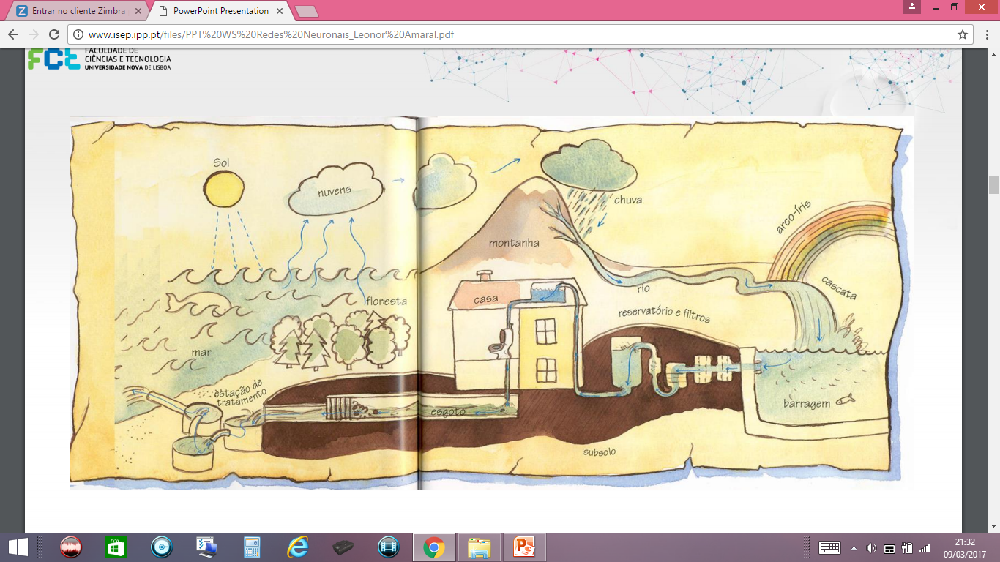 Entrar no cliente Zimbra
PowerPoint Presentation
www.isep.ipp.pt/files/PPT%20WS%20Redes%20Neuronais_Leonor%20Amaral.pdf
FCt
FACULDADE DE
CIÊNCIAS E TECNOLOGIA
UNIVERSIDADE NOVA DE LISBOA
Sol
nuvens
chuva
arco-íris
montanha
cascata
rio
floresta
casa
reservatório e filtros
mar
estação de
tratamento
barragem
esgoto
subsolo
21:32
09/03/2017